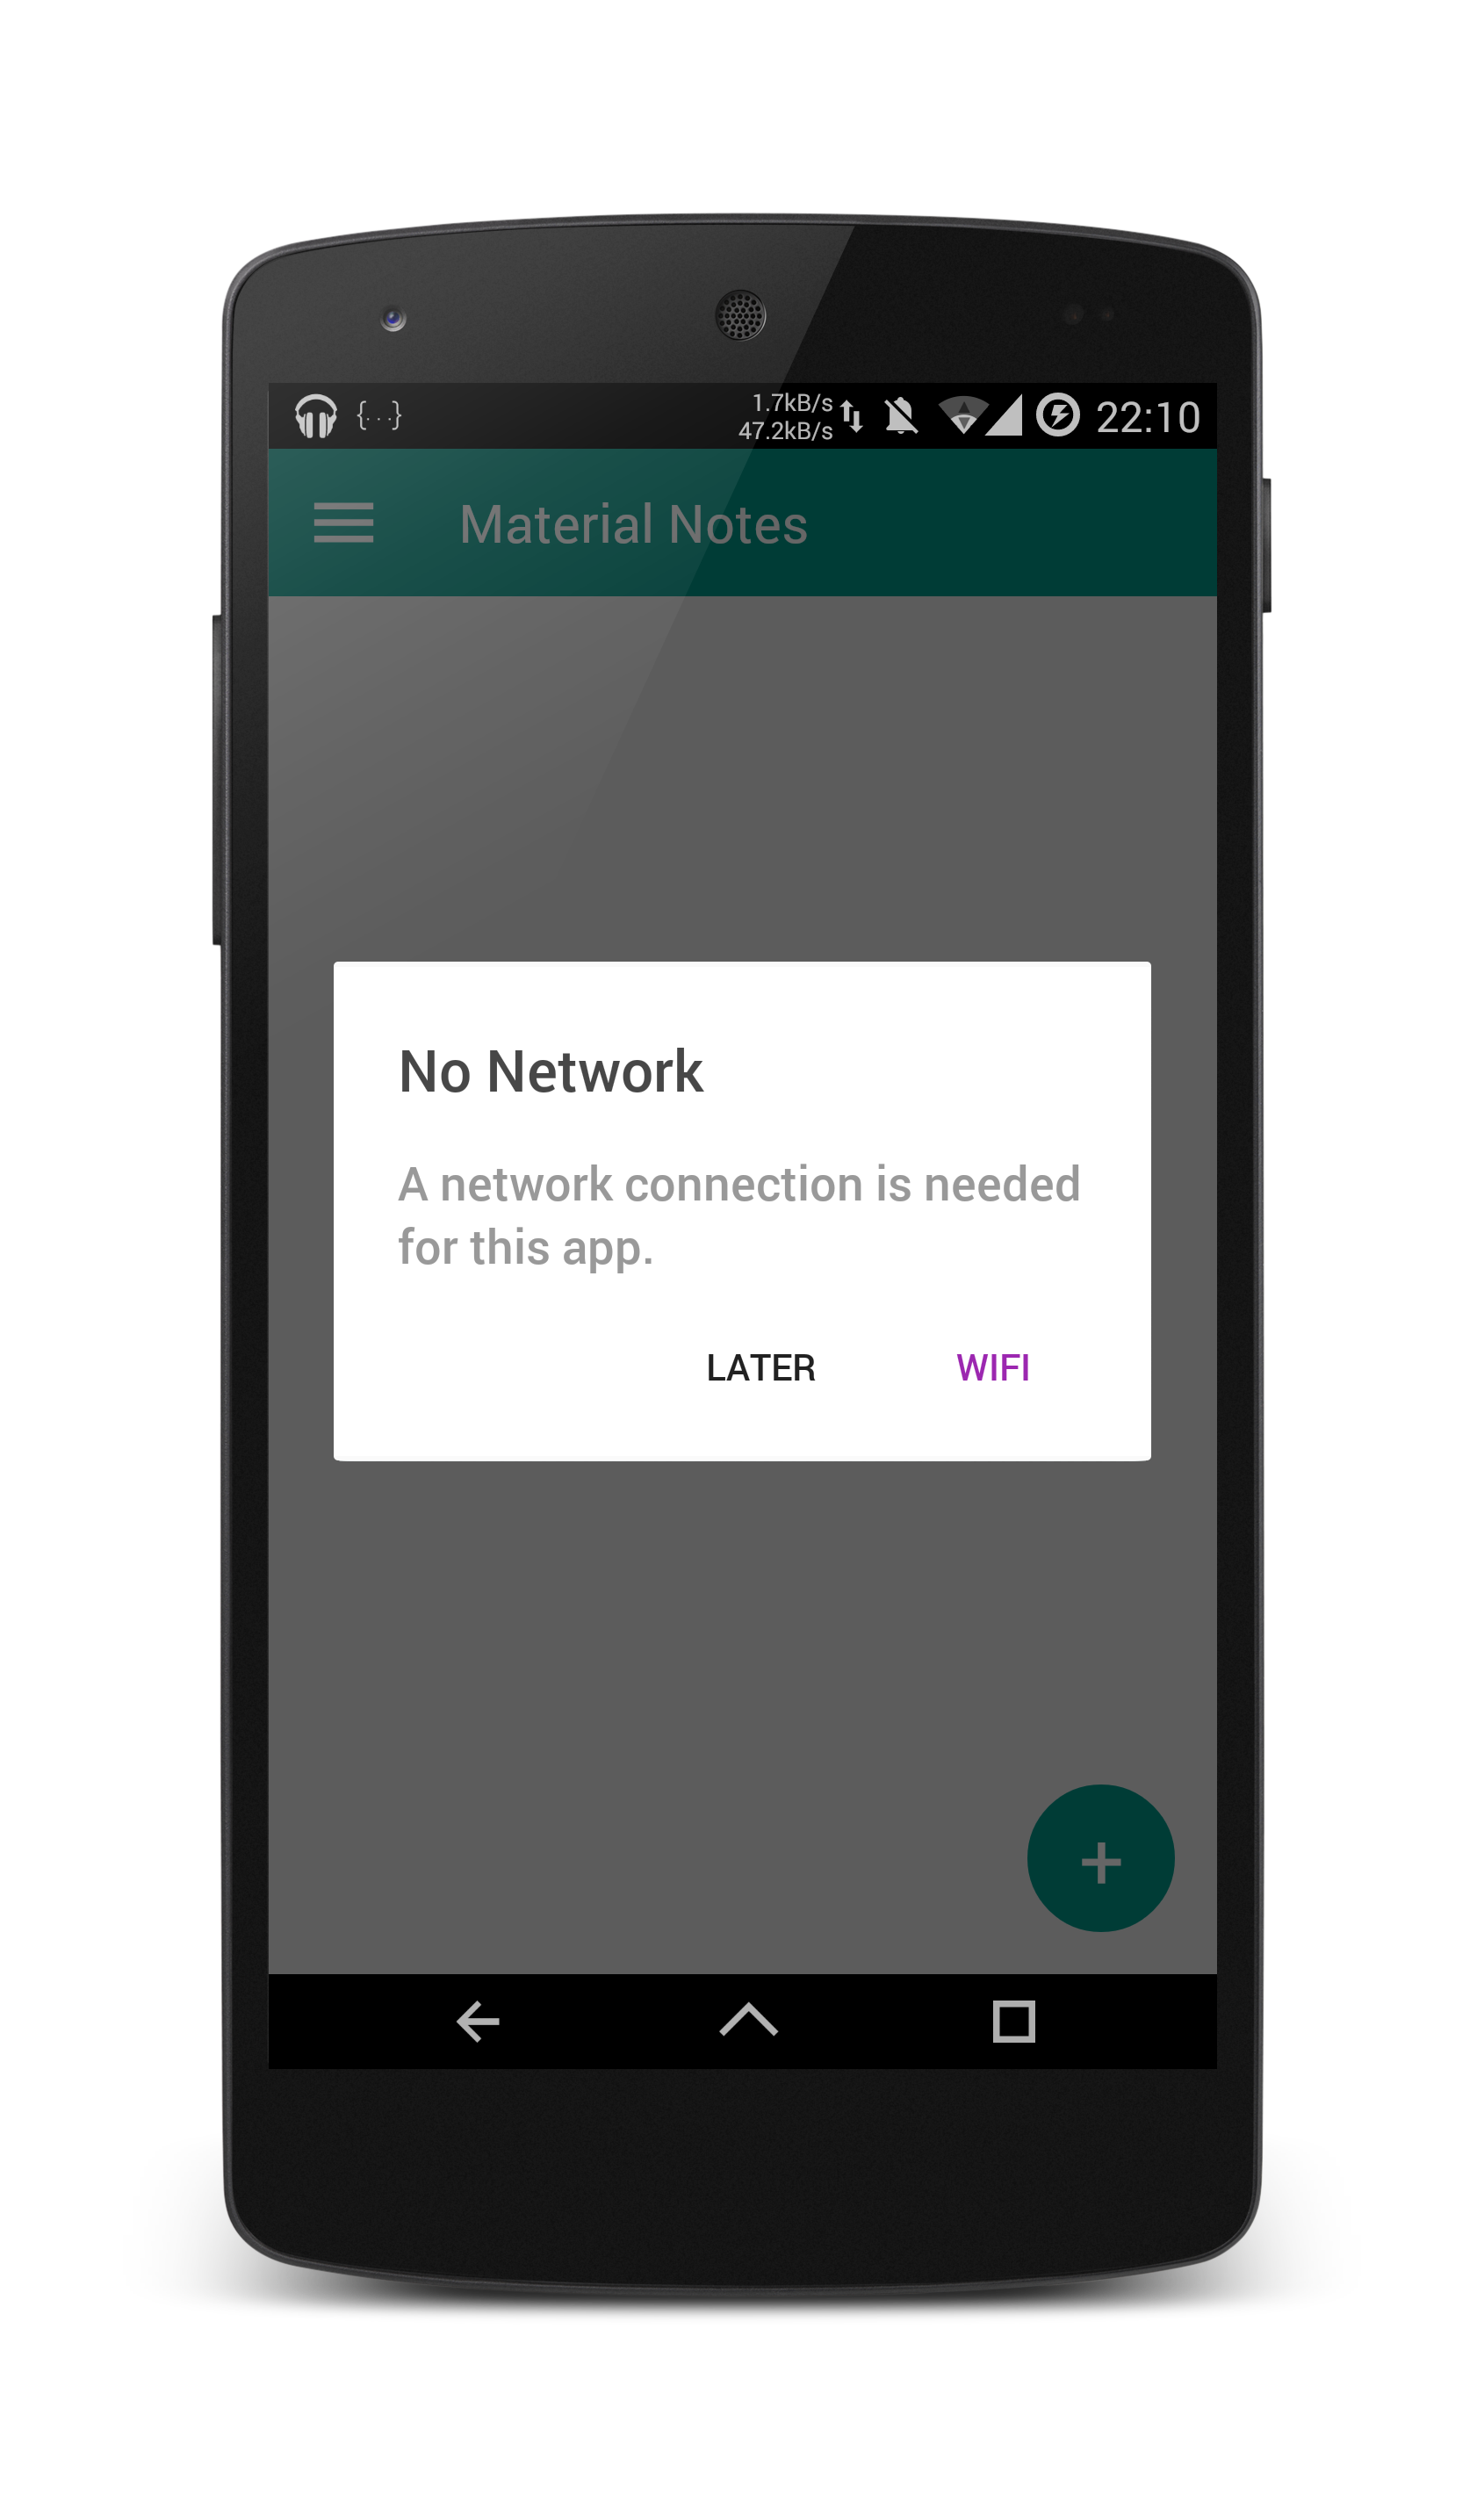 {...}
1.7kB/s
47.2kB/s
22:10
Material Notes
No Network
A network connection is needed
for this app.
LATER WIFI
+